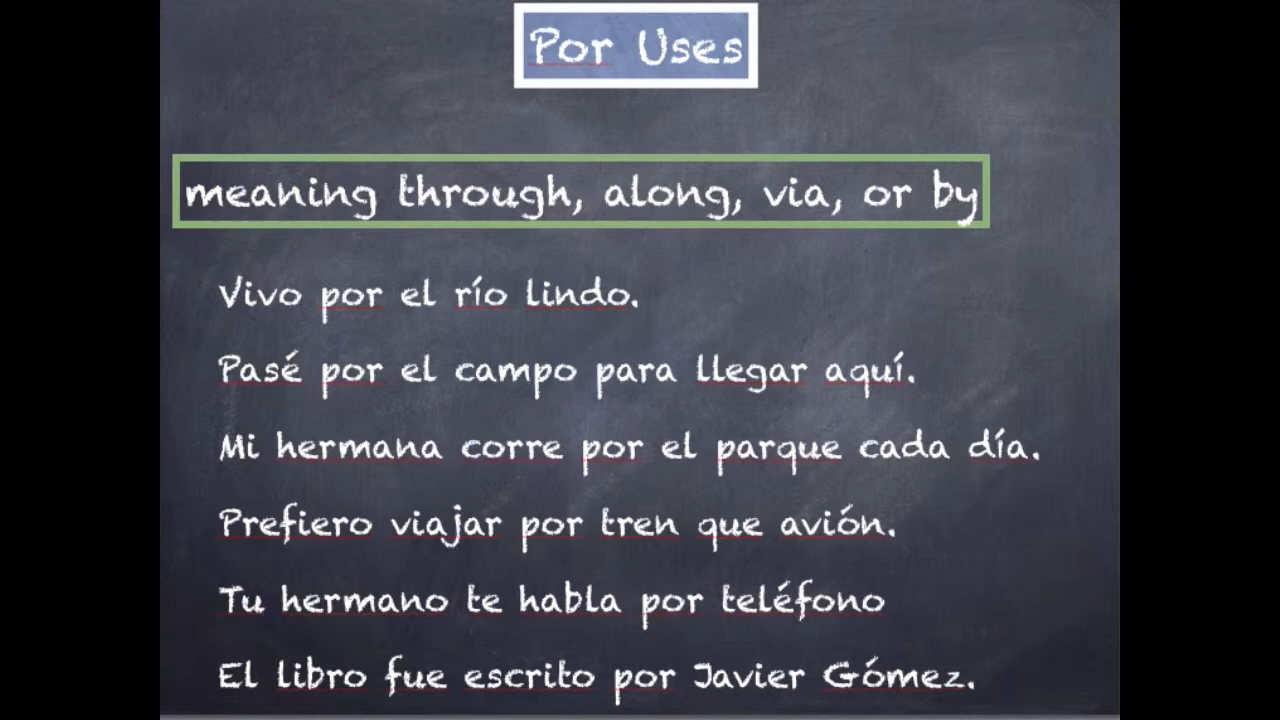 Por Uses
meaning through, along, via, or by
Vivo por el río lindo.
Pasé por el campo para llegar aquí.
Mi hermana corre por el parque cada día.
Prefiero viajar por tren que avión.
Tu hermano te habla por teléfono
El libro fue escrito por Javier Gómez.